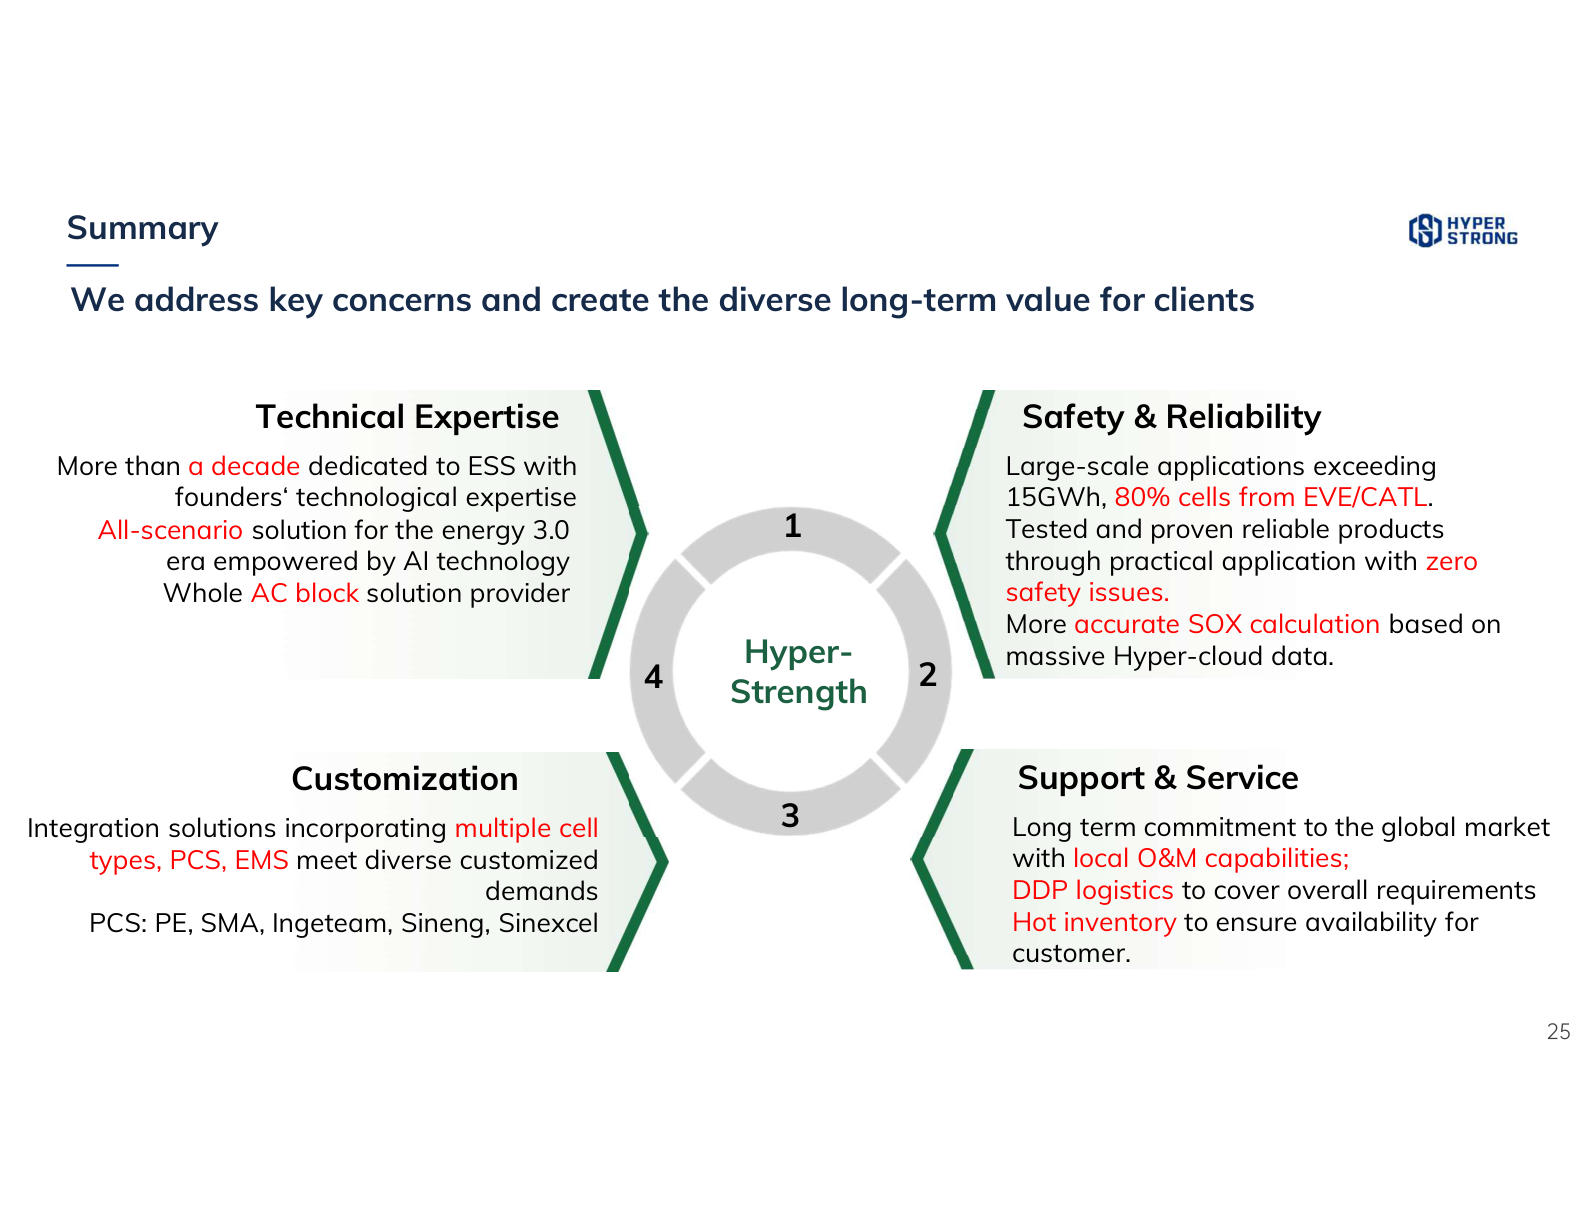 Summary
HYPER
STRONG
We address key concerns and create the diverse long-term value for clients
Technical Expertise
More than a decade dedicated to ESS with
founders‘ technological expertise
All-scenario solution for the energy 3.0
era empowered by AI technology
Whole AC block solution provider
Safety & Reliability
Large-scale applications exceeding
15GWh, 80% cells from EVE/CATL.
Tested and proven reliable products
through practical application with zero
safety issues.
More accurate SOX calculation based on
massive Hyper-cloud data.
1
2
3
4
Hyper-
Strength
Customization
Integration solutions incorporating multiple cell
types, PCS, EMS meet diverse customized
demands
PCS: PE, SMA, Ingeteam, Sineng, Sinexcel
Support & Service
Long term commitment to the global market
with local O&M capabilities;
DDP logistics to cover overall requirements
Hot inventory to ensure availability for
customer.
25